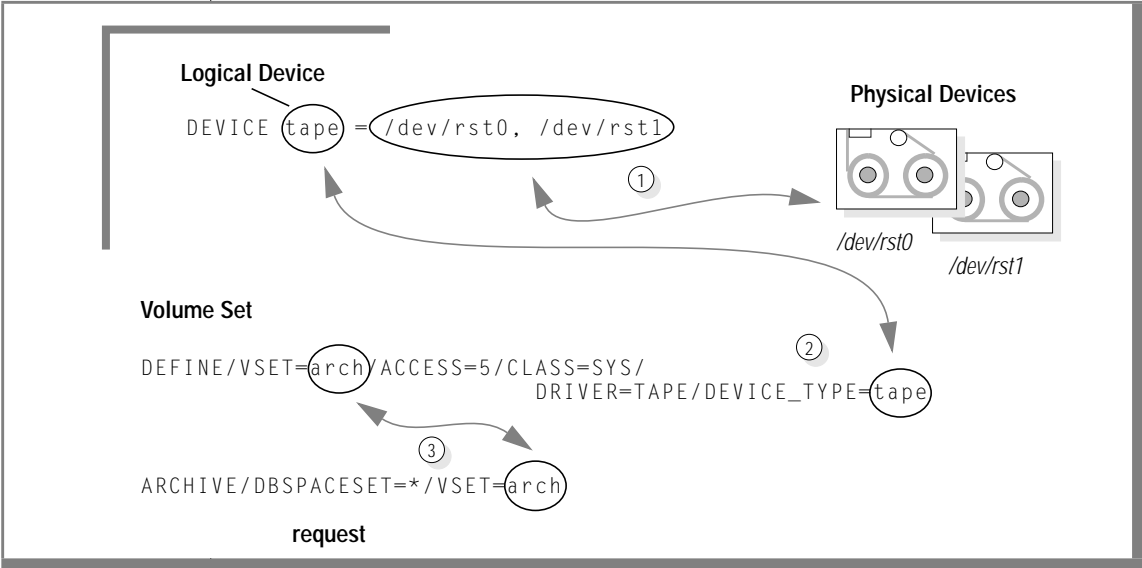 Logical Device
Physical Devices
DEVICE tape = /dev/rst0, /dev/rst1
1
/dev/rst0
/dev/rst1
Volume Set
2
DEFINE/VSET=arch/ACCESS=5/CLASS=SYS/
DRIVER=TAPE/DEVICE_TYPE=tape
3
ARCHIVE/DBSPACESET=*/VSET=arch
request